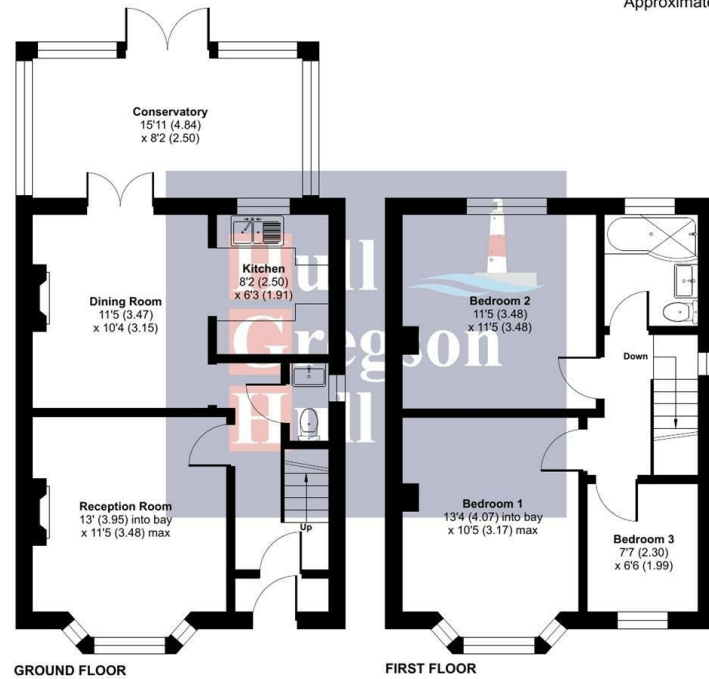 Approximate
Conservatory
15'11 (4.84)
x 8'2 (2.50)
Kitchen
8'2 (2.50)
x 6'3 (1.91)
Dining Room
11'5 (3.47)
x 10'4 (3.15)
Reception Room
13' (3.95) into bay
x 11'5 (3.48) max
Up
GROUND FLOOR
Bedroom 2
11'5 (3.48)
x 11'5 (3.48)
Down
Bedroom 1
13'4 (4.07) into bay
x 10'5 (3.17) max
Bedroom 3
7'7 (2.30)
x 6'6 (1.99)
FIRST FLOOR
Hull
Gregson
Hull